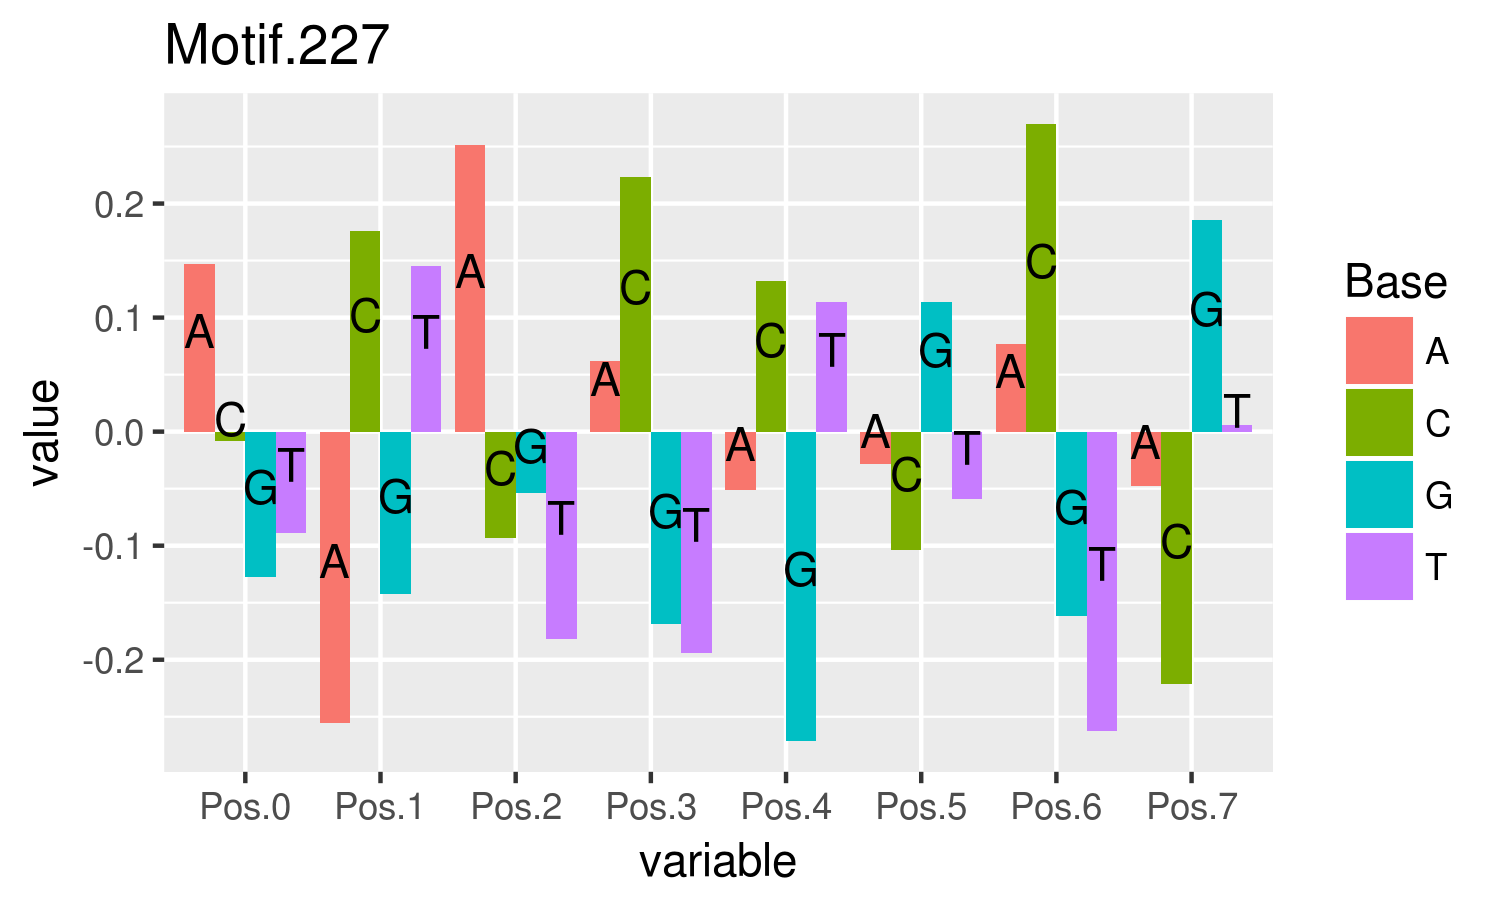 Motif.227
value
0.2
0.1
0.0
-0.1
-0.2
A C G T
A C G T
A C G T
A C G T
A C G T
A C G T
A C G T
A C G T
Pos.0 Pos.1 Pos.2 Pos.3 Pos.4 Pos.5 Pos.6 Pos.7
variable
Base
A
C
G
T